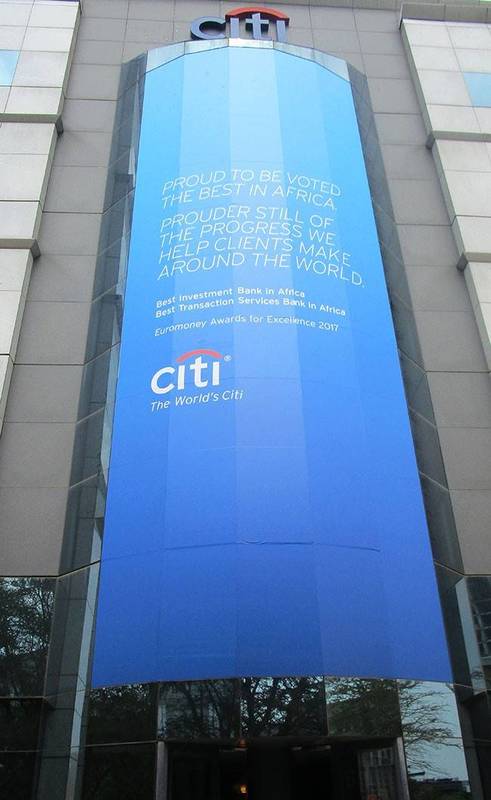 citi
PROUD TO BE VOTED
THE BEST IN AFRICA.
PROUDER STILL OF
THE PROGRESS WE
HELP CLIENTS MAKE
AROUND THE WORLD.
Best Investment Bank in Africa
Best Transaction Services Bank in Africa
Euromoney Awards for Excellence 2017
citi®
The World's Citi